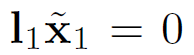 l₁x̃₁ = 0